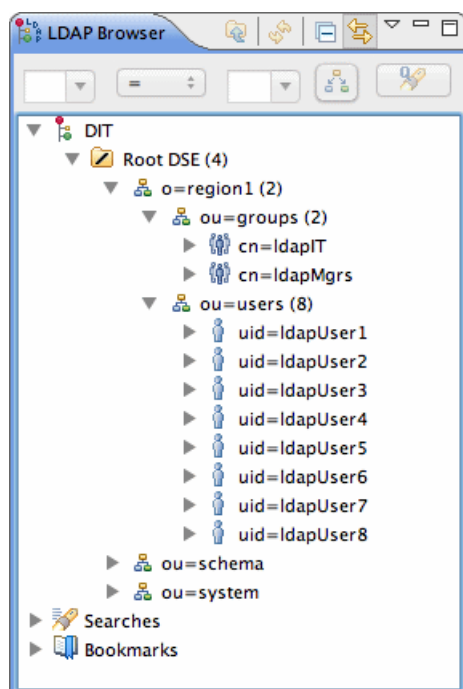 LDAP Browser
=
DIT
Root DSE (4)
o=region1 (2)
ou=groups (2)
cn=ldapIT
cn=ldapMgrs
ou=users (8)
uid=ldapUser1
uid=ldapUser2
uid=ldapUser3
uid=ldapUser4
uid=ldapUser5
uid=ldapUser6
uid=ldapUser7
uid=ldapUser8
ou=schema
ou=system
Searches
Bookmarks